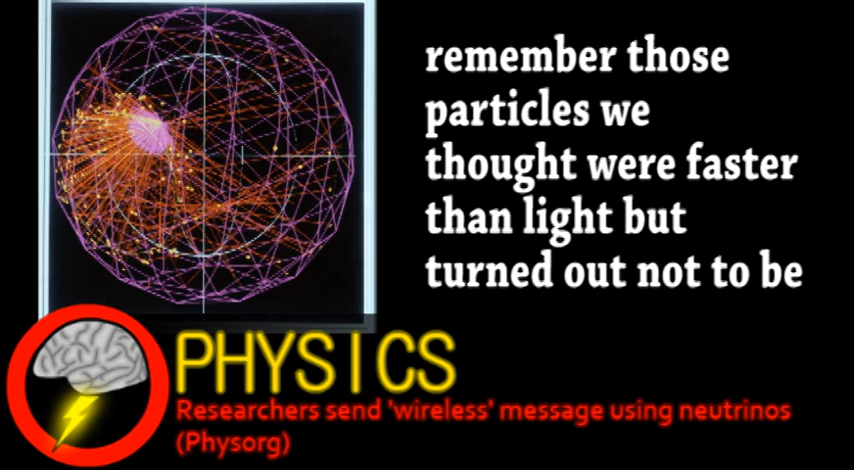 remember those
particles we
thought were faster
than light but
turned out not to be
PHYSICS
Researchers send 'wireless' message using neutrinos
(Physorg)